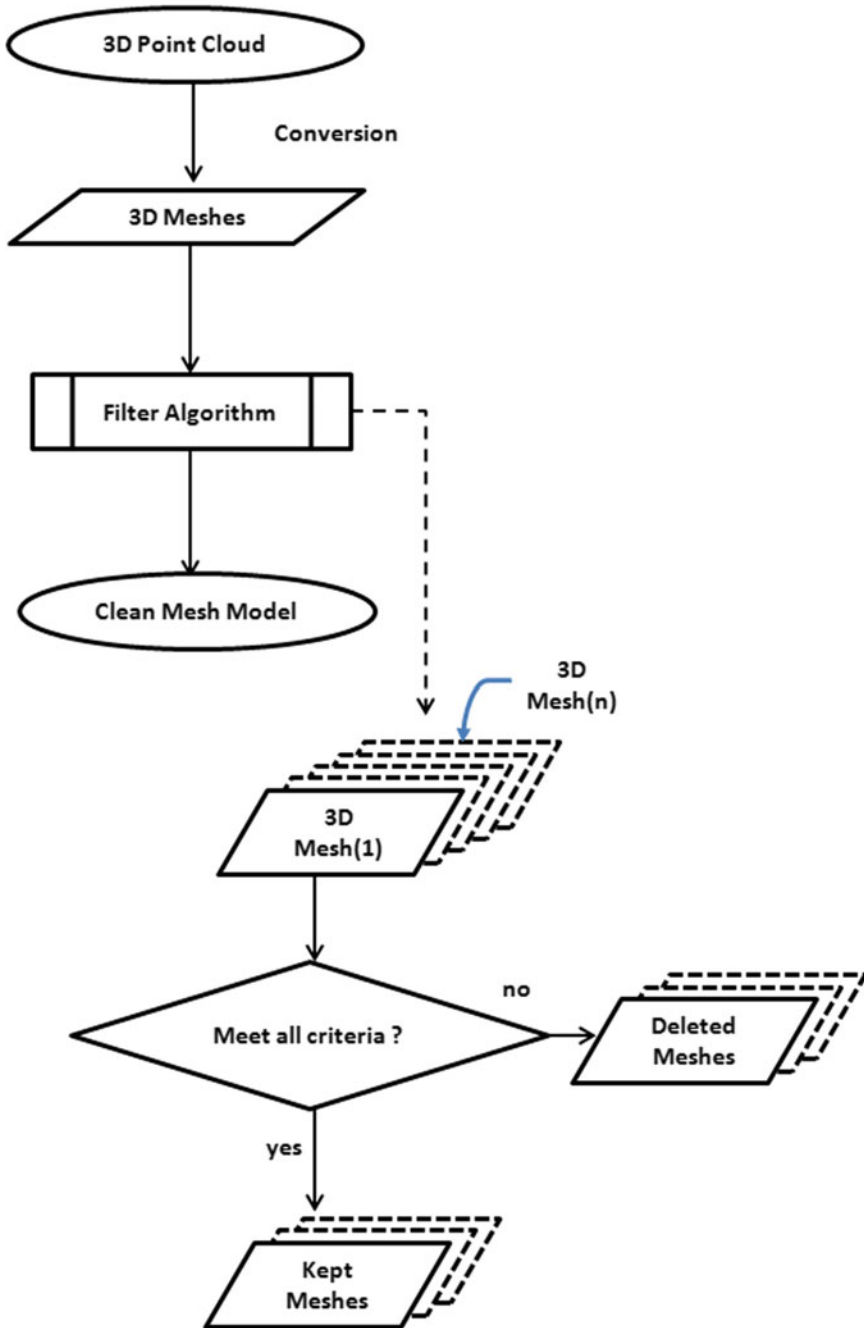 3D Point Cloud
Conversion
3D Meshes
Filter Algorithm
Clean Mesh Model
3D
Mesh(n)
3D
Mesh(1)
no
Meet all criteria ?
Deleted
Meshes
yes
Kept
Meshes